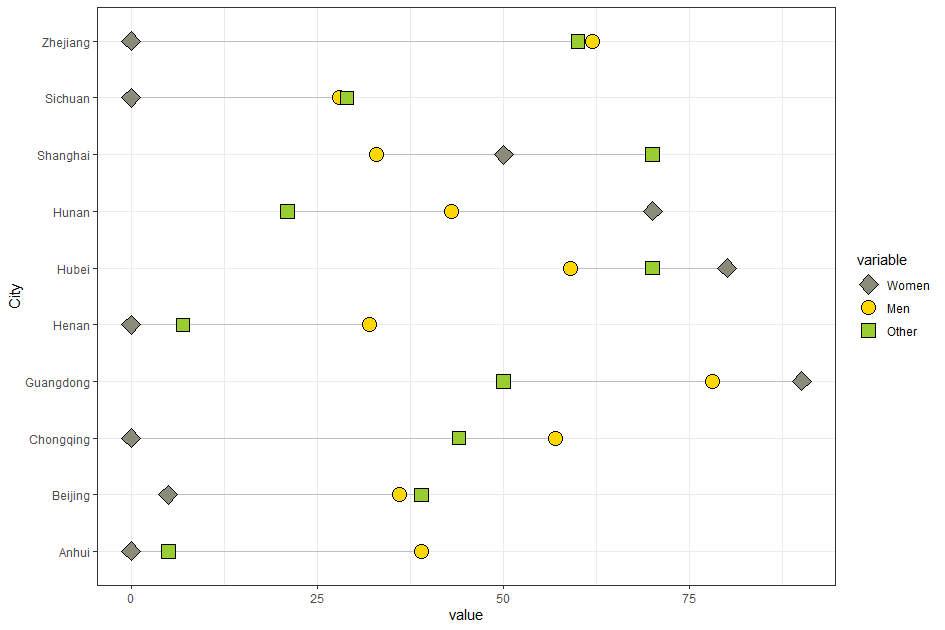 Zhejiang
Sichuan
Shanghai
Hunan
Hubei
Henan
Guangdong
Chongqing
Beijing
Anhui
City
0 25 50 75
value
variable
Women
Men
Other